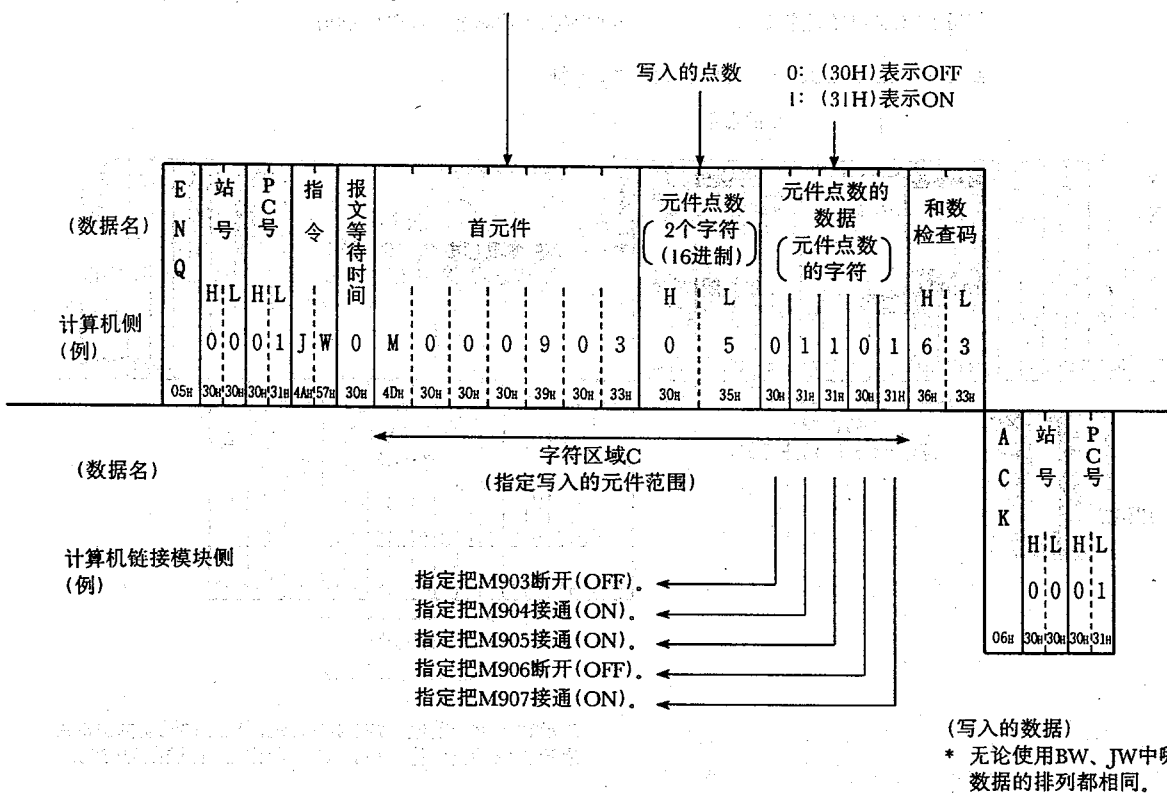 写入的点数
0: (30H)表示OFF
1: (31H)表示ON
(数据名)
E N Q
站号
PC号
指令
报文等待时间
首元件
元件点数
2个字符
(16进制)
元件点数的
数据
元件点数
的字符
和数
检查码
H L H L H L H L
计算机侧
(例)
0 0 0 1 J W 0 M 0 0 0 9 0 3 0 5 0 1 1 0 1 6 3
05H 30H 30H 30H 31H 4AH 57H 30H 4DH 30H 30H 30H 39H 30H 33H 30H 35H 30H 31H 31H 30H 31H 36H 33H
(数据名)
字符区域C
(指定写入的元件范围)
A C K
站号
PC号
计算机链接模块侧
(例)
H L H L
0 0 0 1
06H 30H 30H 30H 31H
指定把M903断开(OFF)。
指定把M904接通(ON)。
指定把M905接通(ON)。
指定把M906断开(OFF)。
指定把M907接通(ON)。
(写入的数据)
* 无论使用BW、JW中
数据的排列都相同。